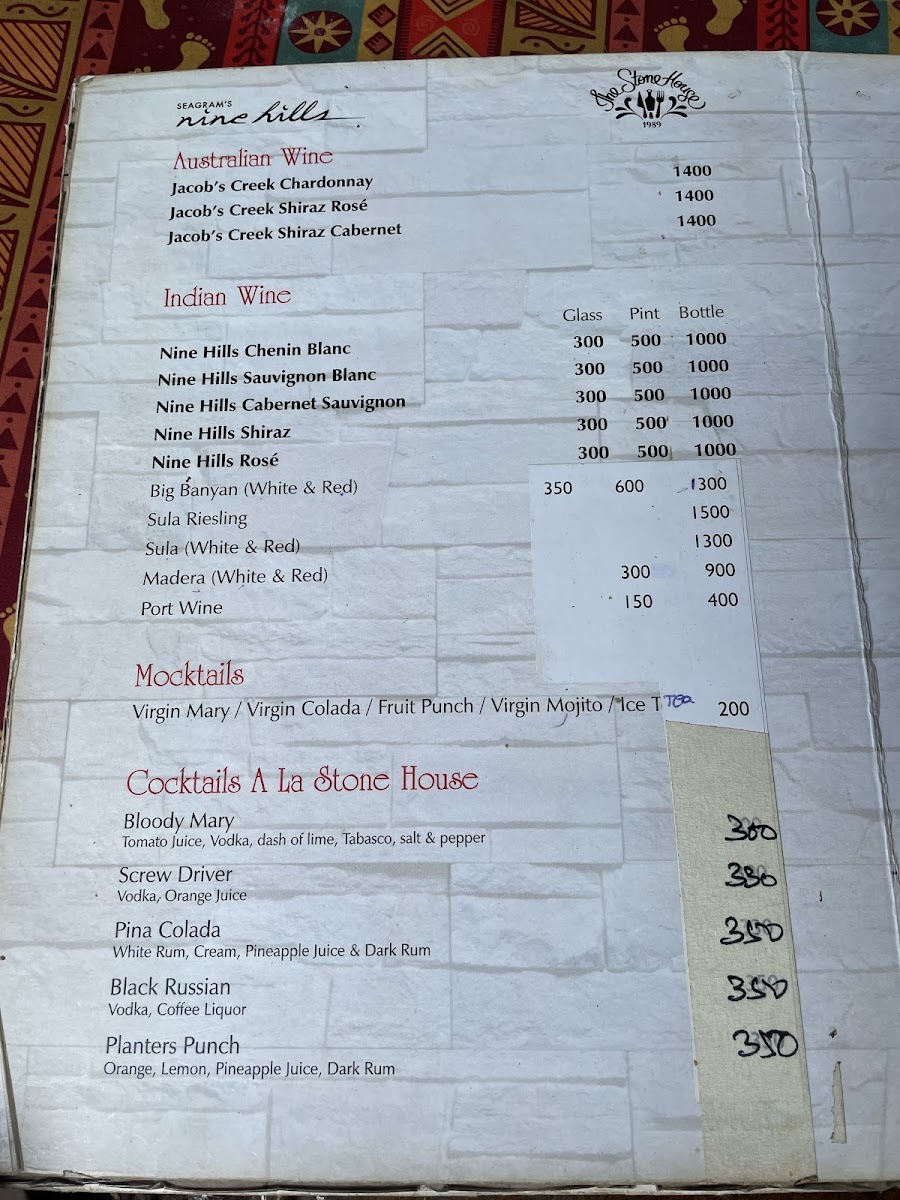 SEAGRAM'S
nine hills
The Stone House
1989
Australian Wine
Jacob's Creek Chardonnay 1400
Jacob's Creek Shiraz Rosé 1400
Jacob's Creek Shiraz Cabernet 1400
Indian Wine
Glass Pint Bottle
Nine Hills Chenin Blanc 300 500 1000
Nine Hills Sauvignon Blanc 300 500 1000
Nine Hills Cabernet Sauvignon 300 500 1000
Nine Hills Shiraz 300 500 1000
Nine Hills Rosé 300 500 1000
Big Banyan (White & Red) 350 600 1300
Sula Riesling 1500
Sula (White & Red) 1300
Madera (White & Red) 300 900
Port Wine 150 400
Mocktails
Virgin Mary / Virgin Colada / Fruit Punch / Virgin Mojito / Ice T Tea 200
Cocktails A La Stone House
Bloody Mary 300
Tomato Juice, Vodka, dash of lime, Tabasco, salt & pepper
Screw Driver
Vodka, Orange Juice
Pina Colada 350
White Rum, Cream, Pineapple Juice & Dark Rum
Black Russian 350
Vodka, Coffee Liquor
Planters Punch 350
Orange, Lemon, Pineapple Juice, Dark Rum